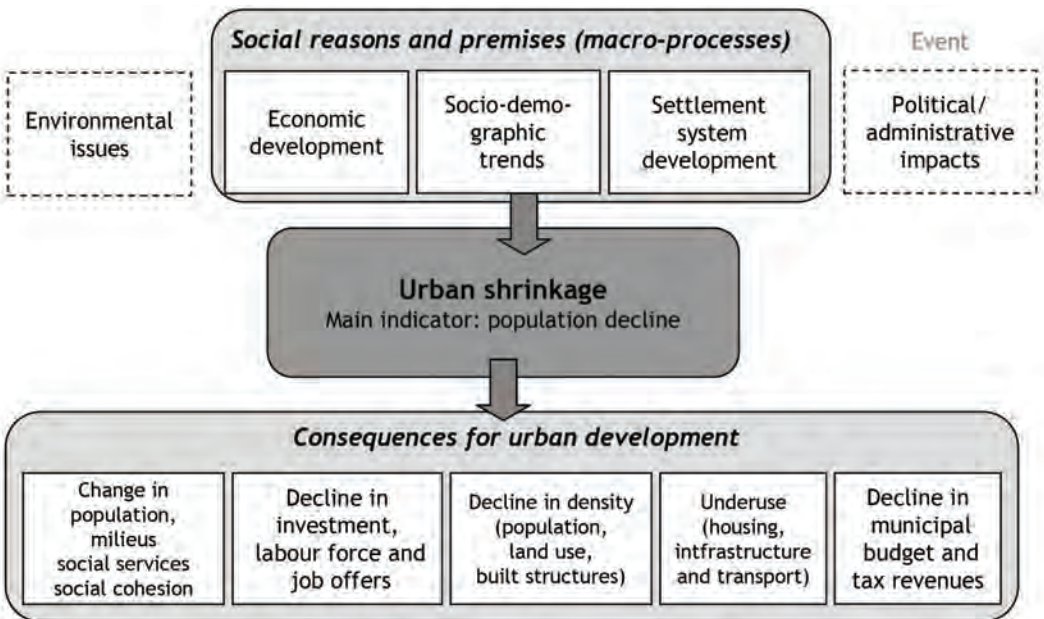 Social reasons and premises (macro-processes)
Event
Environmental
issues
Economic
development
Socio-demo-
graphic
trends
Settlement
system
development
Political/
administrative
impacts
Urban shrinkage
Main indicator: population decline
Consequences for urban development
Change in
population,
milieus
social services
social cohesion
Decline in
investment,
labour force and
job offers
Decline in density
(population,
land use,
built structures)
Underuse
(housing,
intfrastructure
and transport)
Decline in
municipal
budget and
tax revenues